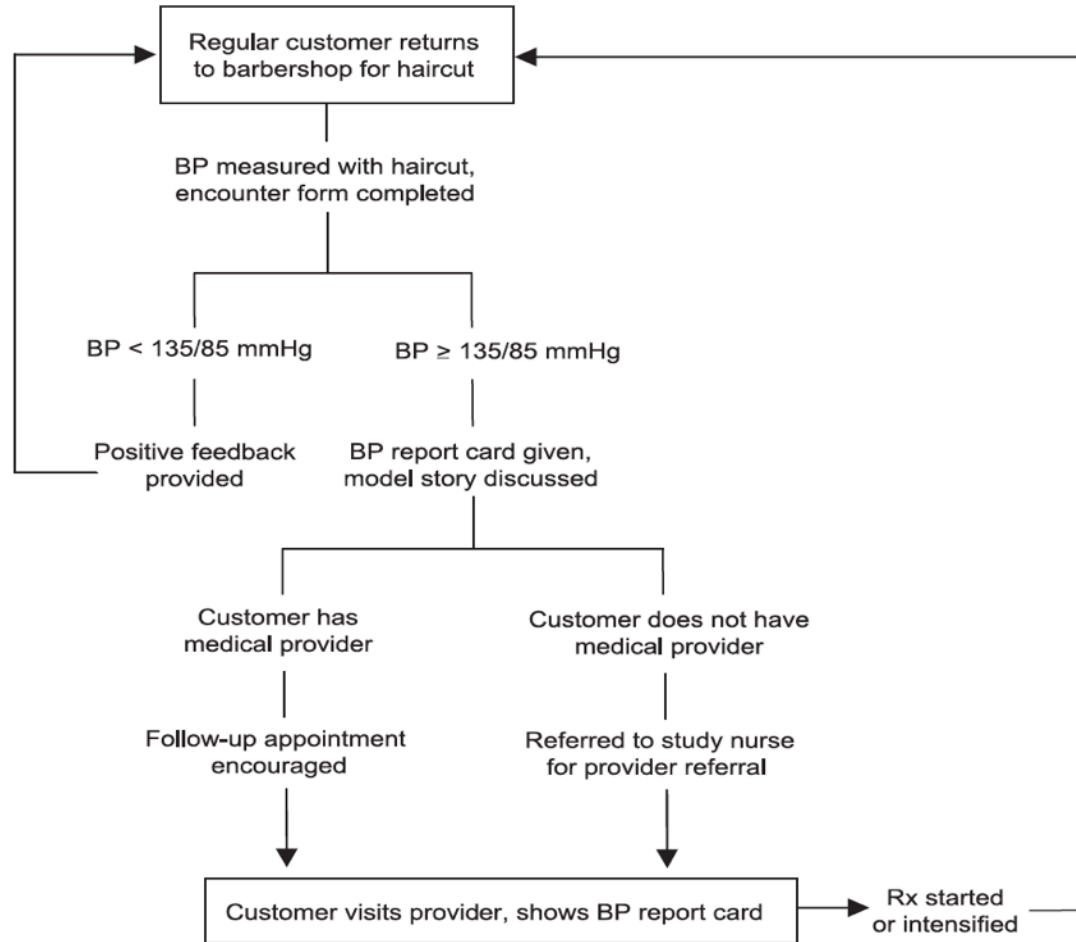 Regular customer returns
to barbershop for haircut
BP measured with haircut,
encounter form completed
BP < 135/85 mmHg
BP ≥ 135/85 mmHg
Positive feedback
provided
BP report card given,
model story discussed
Customer has
medical provider
Customer does not have
medical provider
Follow-up appointment
encouraged
Referred to study nurse
for provider referral
Customer visits provider, shows BP report card
Rx started
or intensified